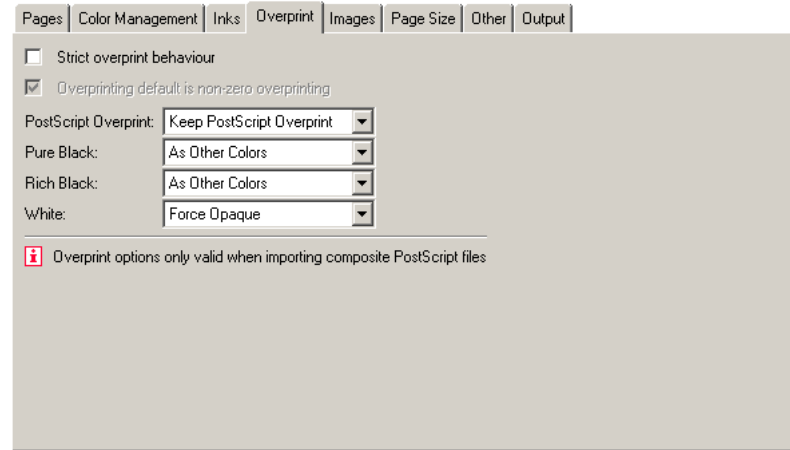 Pages Color Management Inks Overprint Images Page Size Other Output
Strict overprint behaviour
Overprinting default is non-zero overprinting
PostScript Overprint: Keep PostScript Overprint
Pure Black: As Other Colors
Rich Black: As Other Colors
White: Force Opaque
i Overprint options only valid when importing composite PostScript files